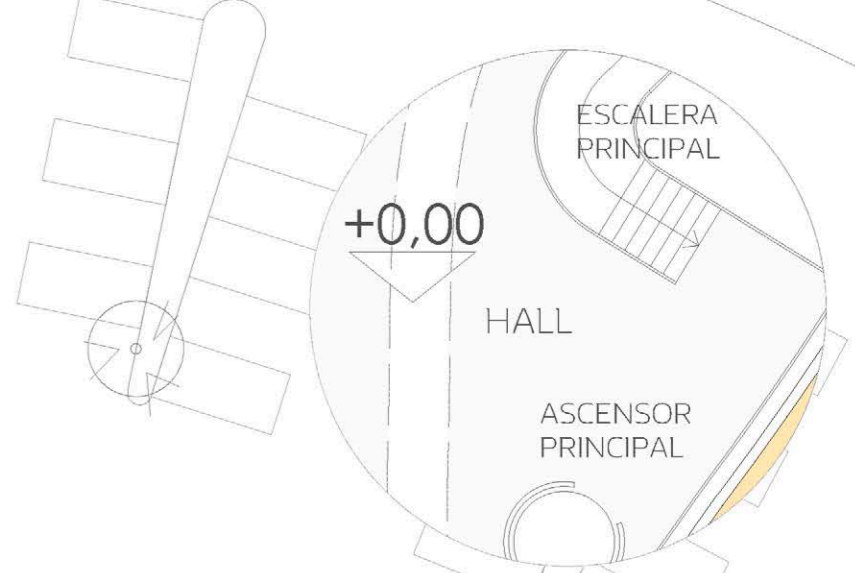 ESCALERA
PRINCIPAL
+0,00
HALL
ASCENSOR
PRINCIPAL